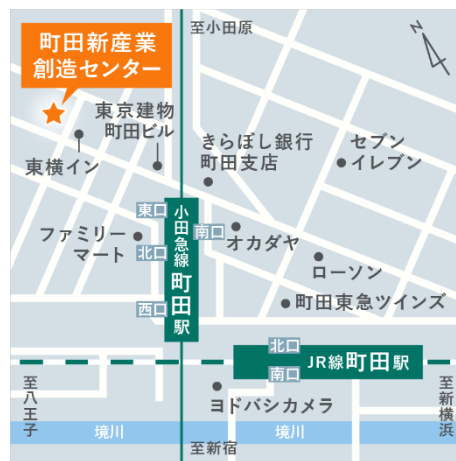 至小田原
N
町田新産業
創造センター
東京建物
町田ビル
きらぼし銀行
町田支店
セブン
イレブン
東横イン
東口
小田急線町田駅
南口
オカダヤ
ファミリー
マート
北口
ローソン
西口
町田東急ツインズ
北口
JR線町田駅
南口
至八王子
ヨドバシカメラ
至新横浜
境川
境川
至新宿